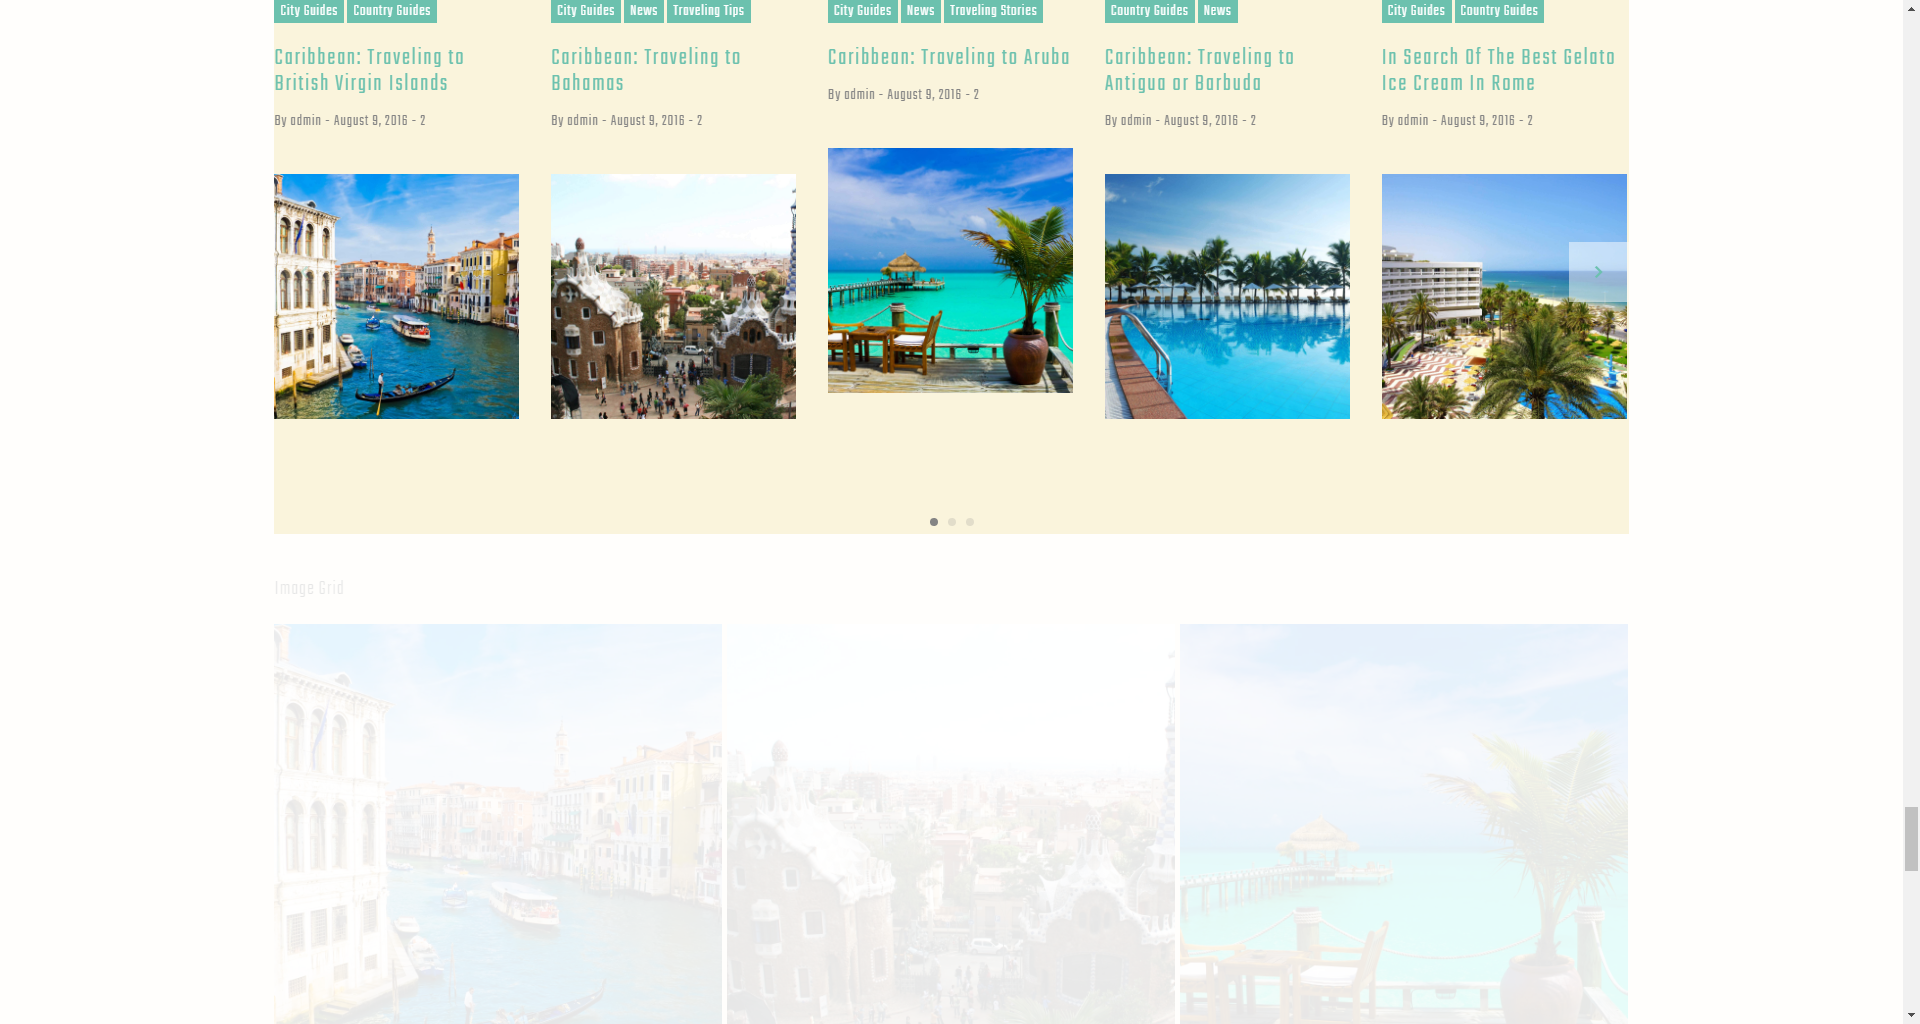 City Guides Country Guides
Caribbean: Traveling to
British Virgin Islands
By admin - August 9, 2016 - 2
City Guides News Traveling Tips
Caribbean: Traveling to
Bahamas
By admin - August 9, 2016 - 2
City Guides News Traveling Stories
Caribbean: Traveling to Aruba
By admin - August 9, 2016 - 2
Country Guides News
Caribbean: Traveling to
Antigua or Barbuda
By admin - August 9, 2016 - 2
City Guides Country Guides
In Search Of The Best Gelato
Ice Cream In Rome
By admin - August 9, 2016 - 2
Image Grid